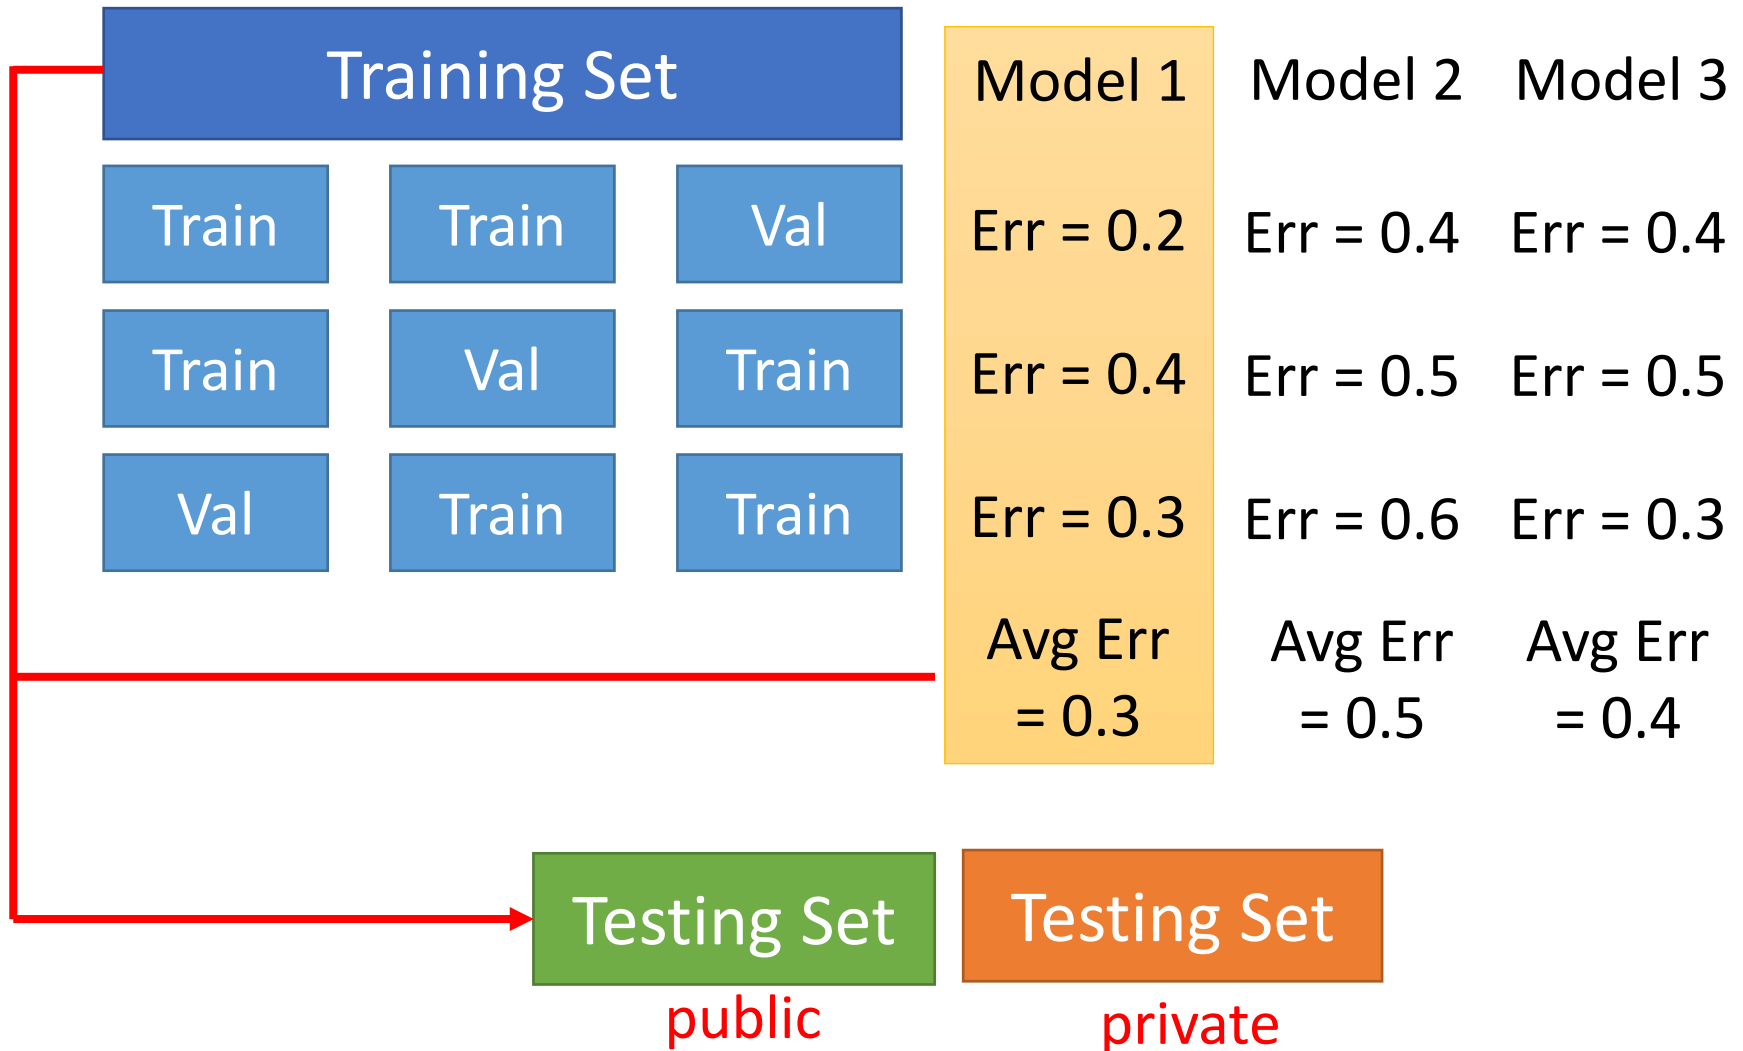 Training Set
Model 1 Model 2 Model 3
Train Train Val Err = 0.2 Err = 0.4 Err = 0.4
Train Val Train Err = 0.4 Err = 0.5 Err = 0.5
Val Train Train Err = 0.3 Err = 0.6 Err = 0.3
Avg Err Avg Err Avg Err
= 0.3 = 0.5 = 0.4
Testing Set Testing Set
public private